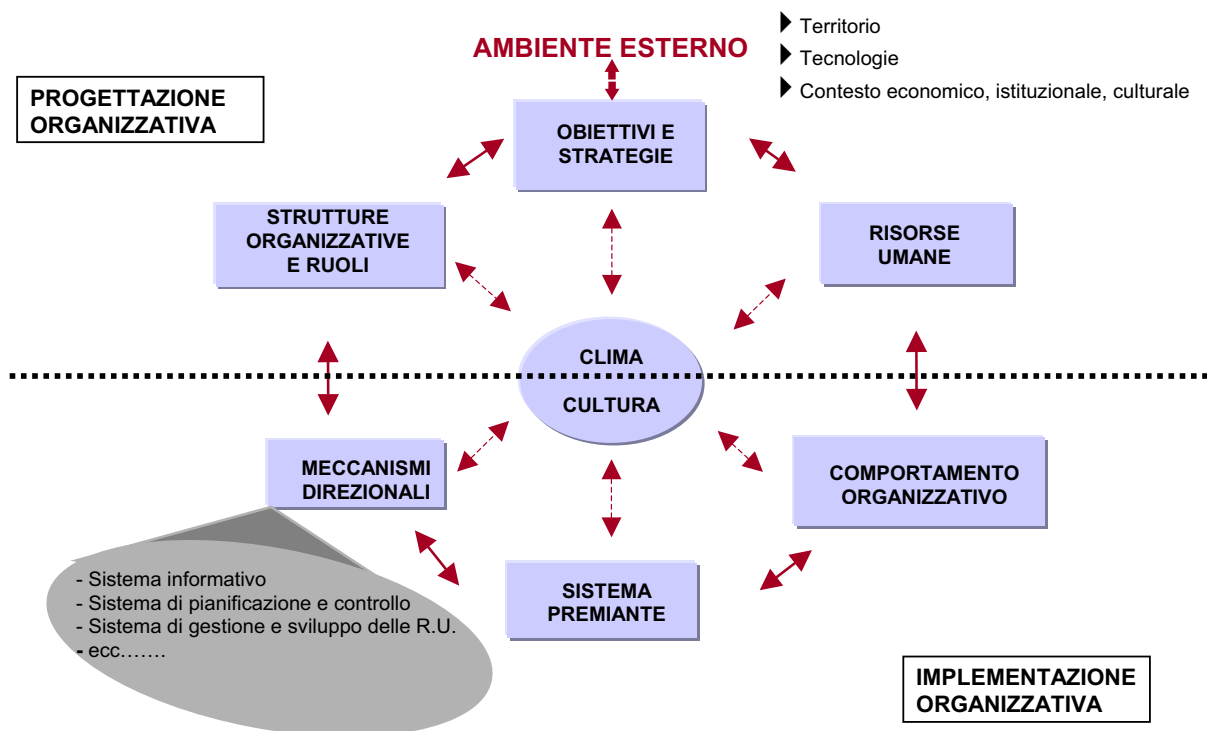 AMBIENTE ESTERNO
Territorio
Tecnologie
Contesto economico, istituzionale, culturale
PROGETTAZIONE
ORGANIZZATIVA
OBIETTIVI E
STRATEGIE
STRUTTURE
ORGANIZZATIVE
E RUOLI
RISORSE
UMANE
CLIMA
CULTURA
MECCANISMI
DIREZIONALI
COMPORTAMENTO
ORGANIZZATIVO
- Sistema informativo
- Sistema di pianificazione e controllo
- Sistema di gestione e sviluppo delle R.U.
- ecc…….
SISTEMA
PREMIANTE
IMPLEMENTAZIONE
ORGANIZZATIVA